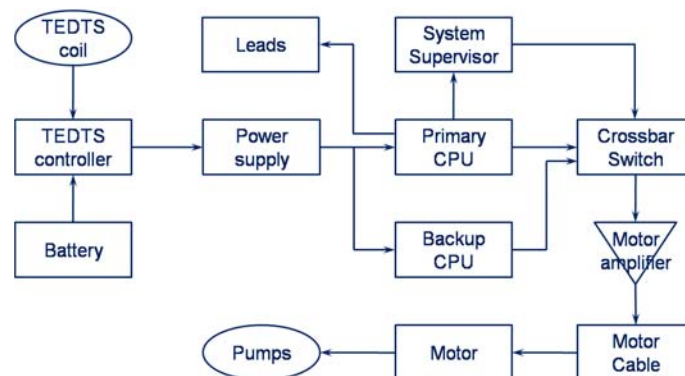 TEDTS
coil
Leads
System
Supervisor
TEDTS
controller
Power
supply
Primary
CPU
Crossbar
Switch
Battery
Backup
CPU
Motor
amplifier
Pumps
Motor
Motor
Cable